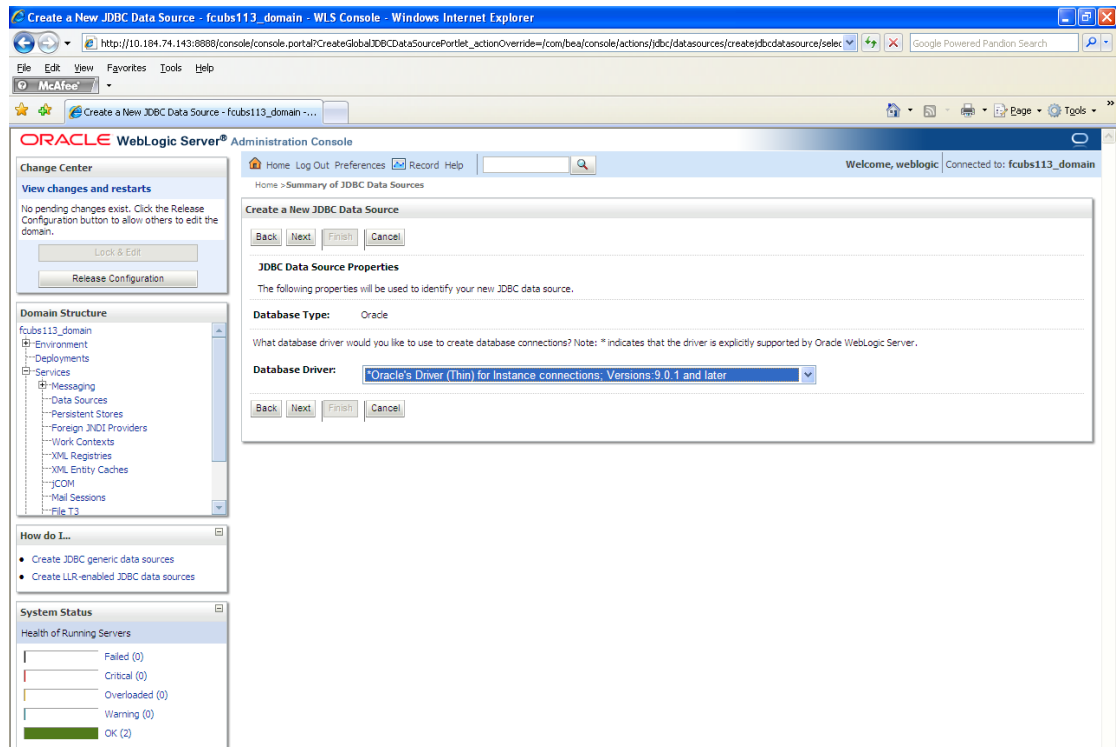 Create a New JDBC Data Source - fcubs113_domain - WLS Console - Windows Internet Explorer
http://10.184.74.143:8888/console/console.portal?CreateGlobalJDBCDataSourcePortlet_actionOverride=/com/bea/console/actions/jdbc/datasources/createjdbcdatasource/selec
Google Powered Pandion Search
File Edit View Favorites Tools Help
McAfee
Create a New JDBC Data Source - fcubs113_domain -...
Page Tools
ORACLE WebLogic Server® Administration Console
Change Center
View changes and restarts
No pending changes exist. Click the Release
Configuration button to allow others to edit the
domain.
Lock & Edit
Release Configuration
Home Log Out Preferences Record Help
Welcome, weblogic Connected to: fcubs113_domain
Home >Summary of JDBC Data Sources
Create a New JDBC Data Source
Back Next Finish Cancel
JDBC Data Source Properties
The following properties will be used to identify your new JDBC data source.
Database Type: Oracle
What database driver would you like to use to create database connections? Note: * indicates that the driver is explicitly supported by Oracle WebLogic Server.
Database Driver: *Oracle's Driver (Thin) for Instance connections; Versions:9.0.1 and later
Back Next Finish Cancel
Domain Structure
fcubs113_domain
Environment
Deployments
Services
Messaging
Data Sources
Persistent Stores
Foreign JNDI Providers
Work Contexts
XML Registries
XML Entity Caches
jCOM
Mail Sessions
File T3
How do I...
Create JDBC generic data sources
Create LLR-enabled JDBC data sources
System Status
Health of Running Servers
Failed (0)
Critical (0)
Overloaded (0)
Warning (0)
OK (2)